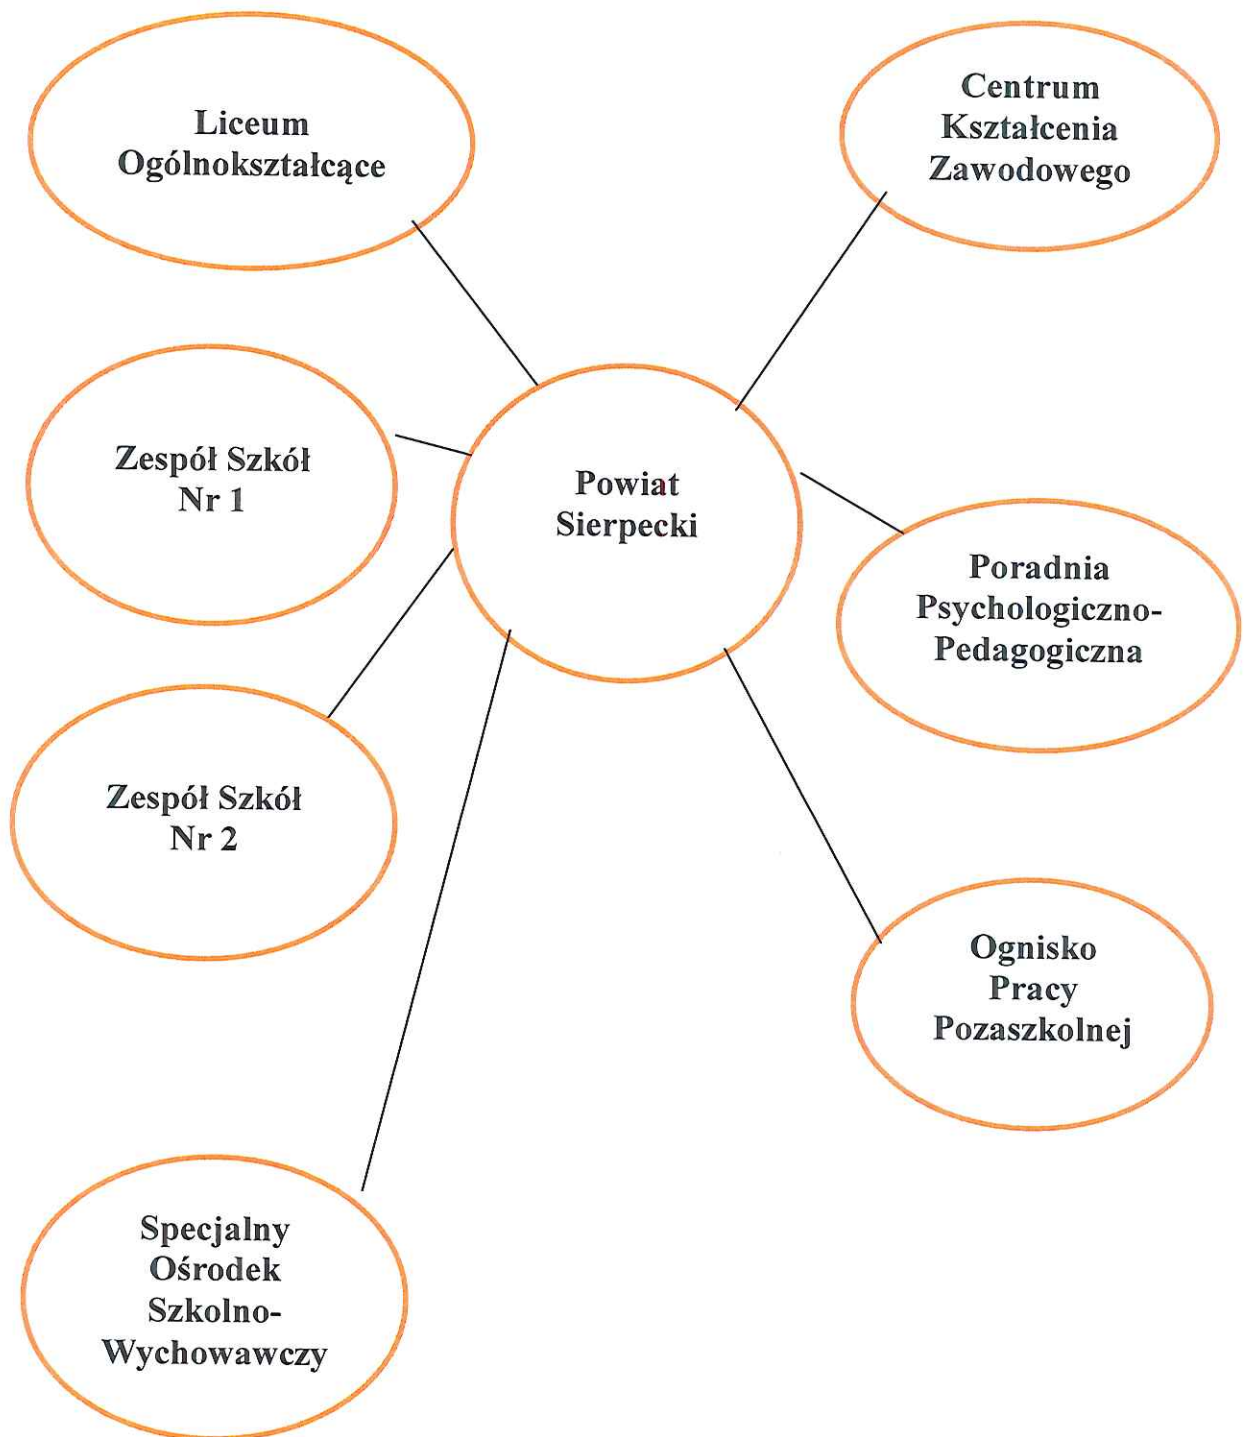 Liceum
Ogólnokształcące
Centrum
Kształcenia
Zawodowego
Zespół Szkół
Nr 1
Powiat
Sierpecki
Poradnia
Psychologiczno-
Pedagogiczna
Zespół Szkół
Nr 2
Ognisko
Pracy
Pozaszkolnej
Specjalny
Ośrodek
Szkolno-
Wychowawczy